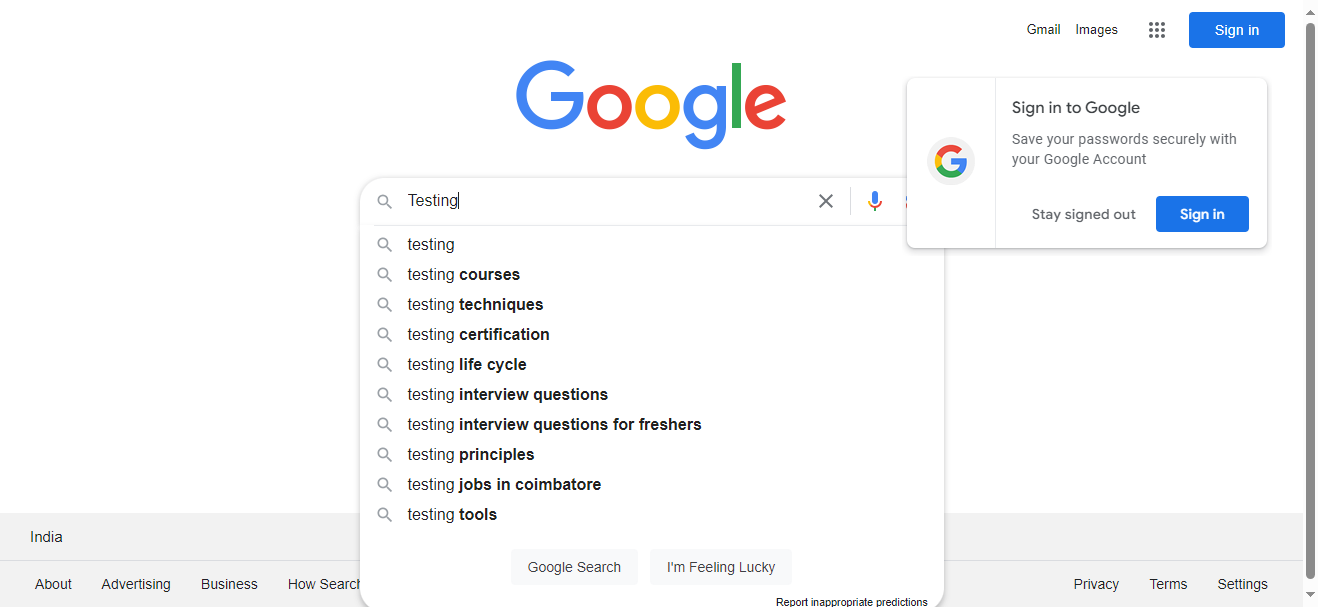 Gmail Images Sign in
Google
Sign in to Google
Save your passwords securely with
your Google Account
Stay signed out Sign in
Testing
testing
testing courses
testing techniques
testing certification
testing life cycle
testing interview questions
testing interview questions for freshers
testing principles
testing jobs in coimbatore
testing tools
Google Search I'm Feeling Lucky
Report inappropriate predictions
India
About Advertising Business How Search Privacy Terms Settings